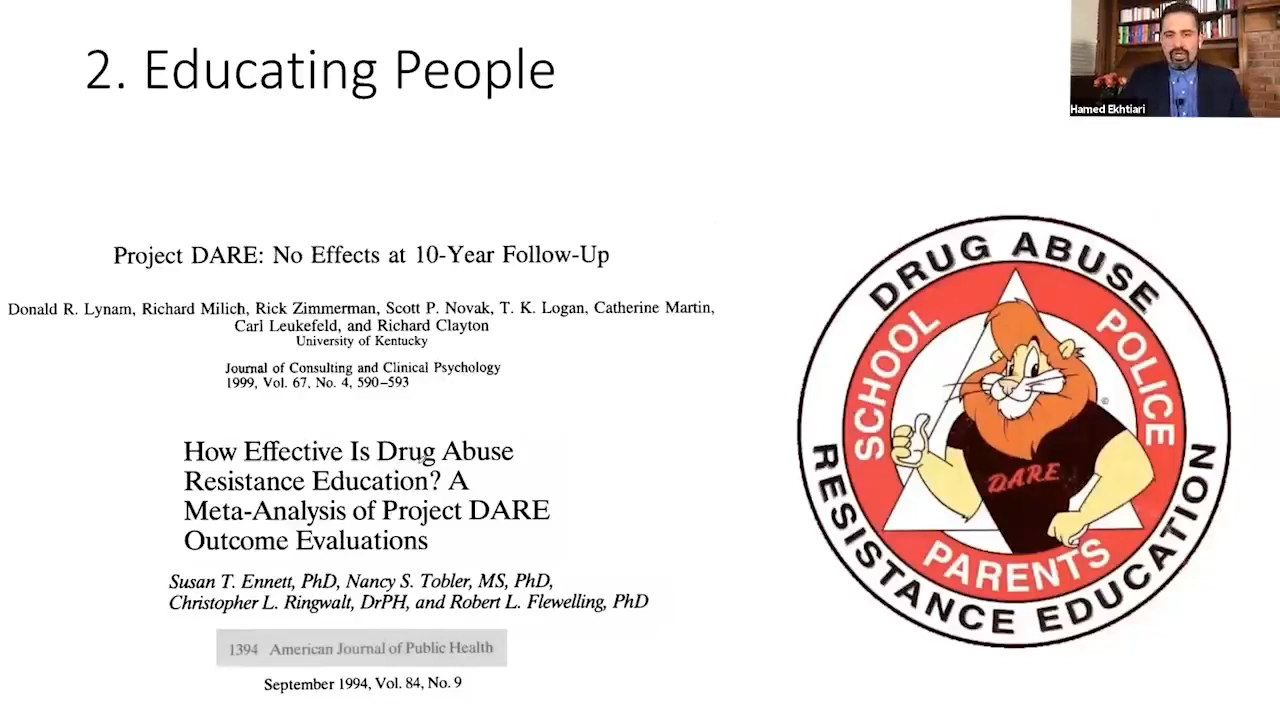 2. Educating People
Hamed Ekhtiari
Project DARE: No Effects at 10-Year Follow-Up
Donald R. Lynam, Richard Milich, Rick Zimmerman, Scott P. Novak, T. K. Logan, Catherine Martin,
Carl Leukefeld, and Richard Clayton
University of Kentucky
Journal of Consulting and Clinical Psychology
1999, Vol. 67, No. 4, 590–593
How Effective Is Drug Abuse
Resistance Education? A
Meta-Analysis of Project DARE
Outcome Evaluations
Susan T. Ennett, PhD, Nancy S. Tobler, MS, PhD,
Christopher L. Ringwalt, DrPH, and Robert L. Flewelling, PhD
1394 American Journal of Public Health
September 1994, Vol. 84, No. 9
DRUG ABUSE
RESISTANCE EDUCATION
SCHOOL
POLICE
PARENTS
DARE
©